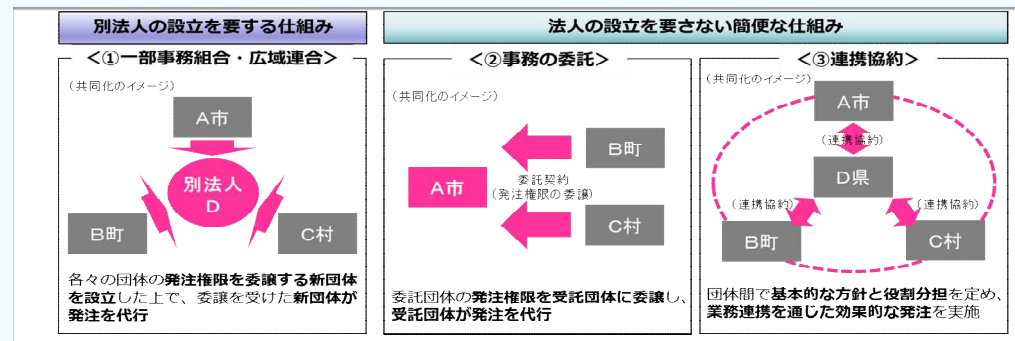 別法人の設立を要する仕組み
法人の設立を要さない簡便な仕組み
<①一部事務組合・広域連合>
(共同化のイメージ)
A市
別法人
D
B町
C村
各々の団体の発注権限を委譲する新団体
を設立した上で、委譲を受けた新団体が
発注を代行
<②事務の委託>
(共同化のイメージ)
B町
A市
委託契約
(発注権限の委譲)
C村
委託団体の発注権限を受託団体に委譲し、
受託団体が発注を代行
<③連携協約>
(共同化のイメージ)
A市
(連携協約)
D県
(連携協約)
(連携協約)
B町
C村
団体間で基本的な方針と役割分担を定め、
業務連携を通じた効果的な発注を実施